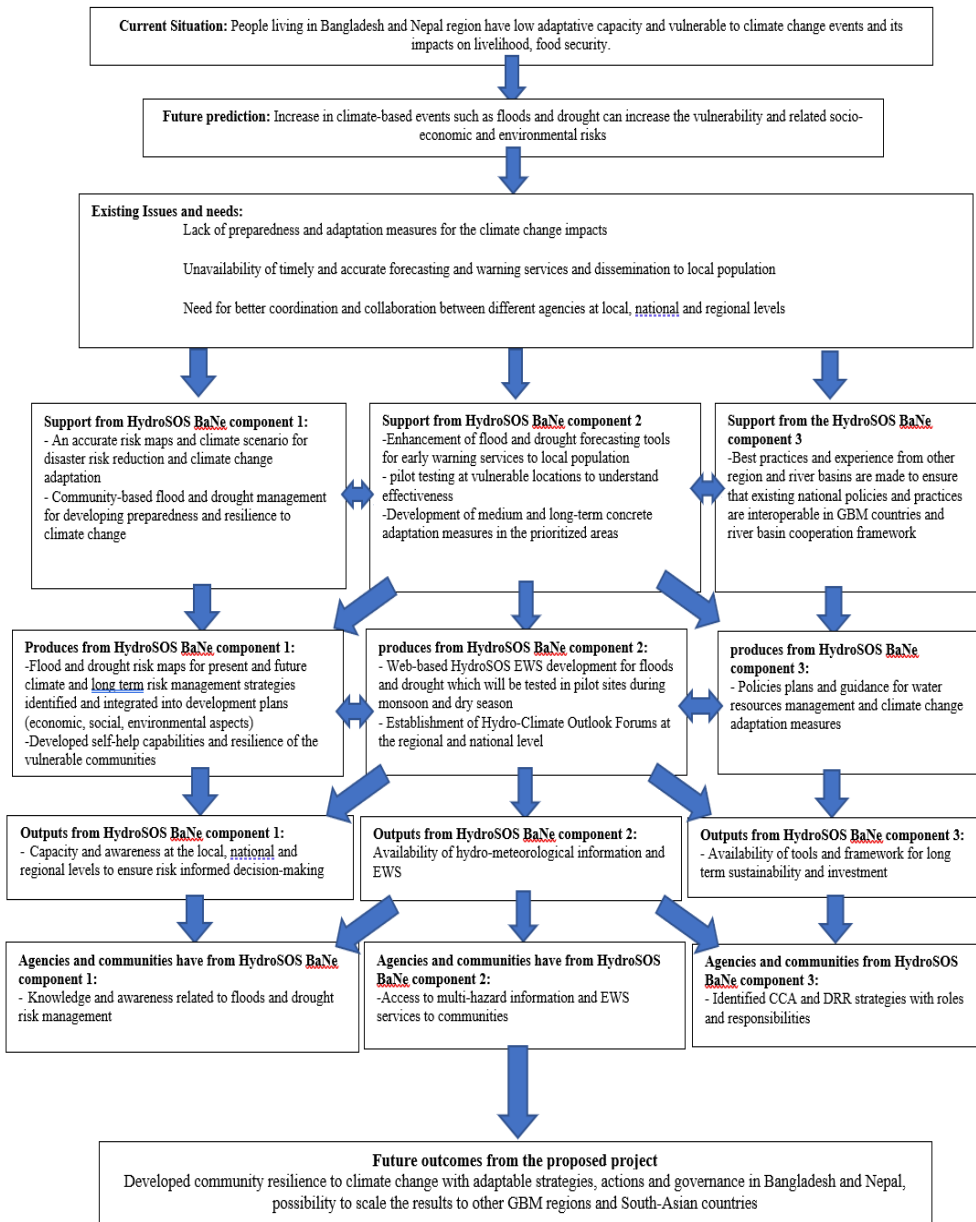 Current Situation: People living in Bangladesh and Nepal region have low adaptative capacity and vulnerable to climate change events and its
impacts on livelihood, food security.
Future prediction: Increase in climate-based events such as floods and drought can increase the vulnerability and related socio-
economic and environmental risks
Existing Issues and needs:
Lack of preparedness and adaptation measures for the climate change impacts
Unavailability of timely and accurate forecasting and warning services and dissemination to local population
Need for better coordination and collaboration between different agencies at local, national and regional levels
Support from HydroSOS BaNe component 1:
- An accurate risk maps and climate scenario for
disaster risk reduction and climate change
adaptation
- Community-based flood and drought management
for developing preparedness and resilience to
climate change
Support from HydroSOS BaNe component 2
-Enhancement of flood and drought forecasting tools
for early warning services to local population
- pilot testing at vulnerable locations to understand
effectiveness
-Development of medium and long-term concrete
adaptation measures in the prioritized areas
Support from the HydroSOS BaNe
component 3
-Best practices and experience from other
region and river basins are made to ensure
that existing national policies and practices
are interoperable in GBM countries and
river basin cooperation framework
Produces from HydroSOS BaNe component 1:
-Flood and drought risk maps for present and future
climate and long term risk management strategies
identified and integrated into development plans
(economic, social, environmental aspects)
-Developed self-help capabilities and resilience of the
vulnerable communities
produces from HydroSOS BaNe component 2:
- Web-based HydroSOS EWS development for floods
and drought which will be tested in pilot sites during
monsoon and dry season
- Establishment of Hydro-Climate Outlook Forums at
the regional and national level
produces from HydroSOS BaNe
component 3:
- Policies plans and guidance for water
resources management and climate change
adaptation measures
Outputs from HydroSOS BaNe component 1:
- Capacity and awareness at the local, national and
regional levels to ensure risk informed decision-making
Outputs from HydroSOS BaNe component 2:
Availability of hydro-meteorological information and
EWS
Outputs from HydroSOS BaNe component 3:
- Availability of tools and framework for long
term sustainability and investment
Agencies and communities have from HydroSOS BaNe
component 1:
- Knowledge and awareness related to floods and drought
risk management
Agencies and communities have from HydroSOS
BaNe component 2:
-Access to multi-hazard information and EWS
services to communities
Agencies and communities from HydroSOS
BaNe component 3:
- Identified CCA and DRR strategies with roles
and responsibilities
Future outcomes from the proposed project
Developed community resilience to climate change with adaptable strategies, actions and governance in Bangladesh and Nepal,
possibility to scale the results to other GBM regions and South-Asian countries